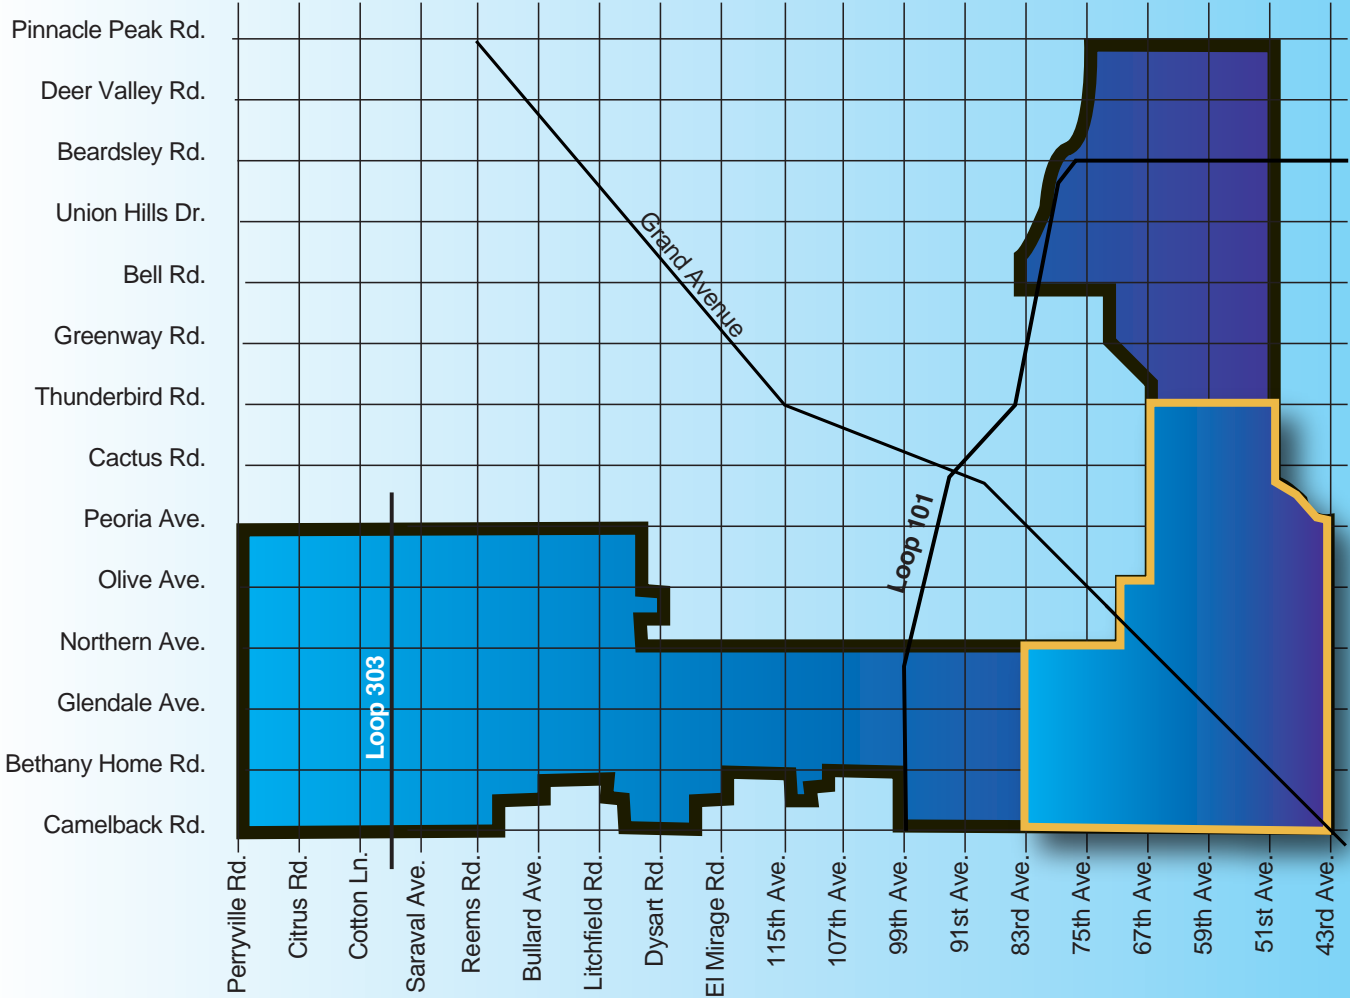 Pinnacle Peak Rd.
Deer Valley Rd.
Beardsley Rd.
Union Hills Dr.
Bell Rd.
Greenway Rd.
Thunderbird Rd.
Cactus Rd.
Peoria Ave.
Olive Ave.
Northern Ave.
Glendale Ave.
Bethany Home Rd.
Camelback Rd.
Grand Avenue
Loop 101
Loop 303
Perryville Rd.
Citrus Rd.
Cotton Ln.
Saraval Ave.
Reems Rd.
Bullard Ave.
Litchfield Rd.
Dysart Rd.
El Mirage Rd.
115th Ave.
107th Ave.
99th Ave.
91st Ave.
83rd Ave.
75th Ave.
67th Ave.
59th Ave.
51st Ave.
43rd Ave.